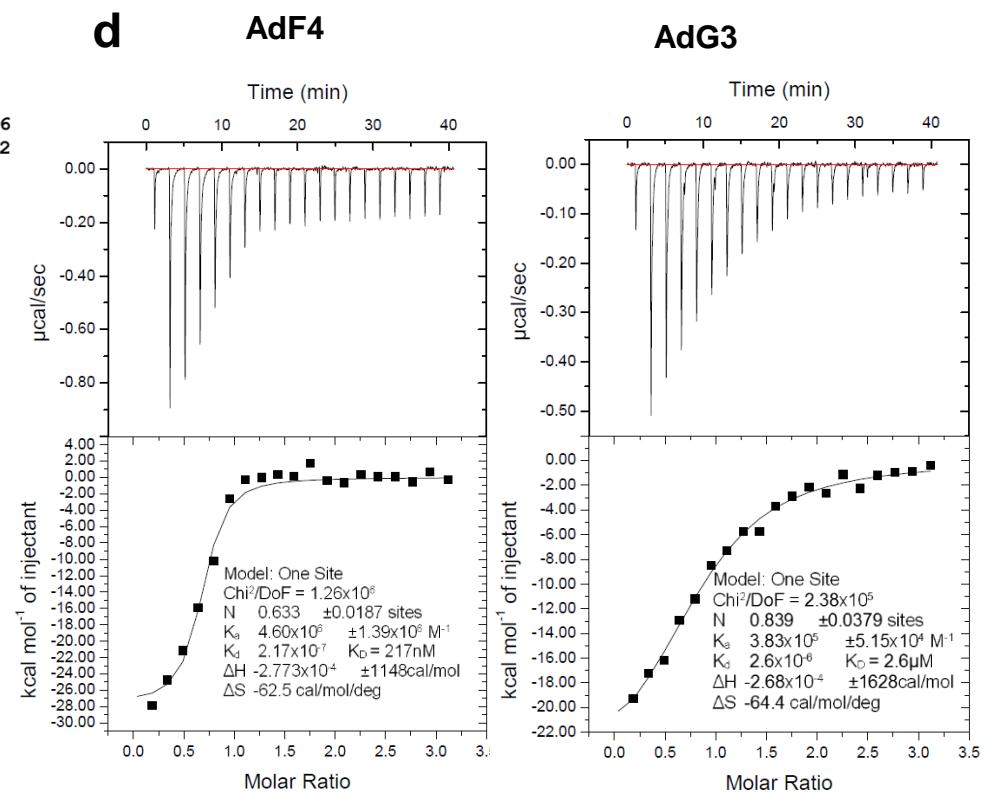 d
AdF4
AdG3
6
2
Time (min)
0 10 20 30 40
0.00
-0.20
-0.40
-0.60
-0.80
µcal/sec
4.00
2.00
0.00
-2.00
-4.00
-6.00
-8.00
-10.00
-12.00
-14.00
-16.00
-18.00
-20.00
-22.00
-24.00
-26.00
-28.00
-30.00
kcal mol⁻¹ of injectant
Model: One Site
Chi²/DoF = 1.26x10⁶
N 0.633 ±0.0187 sites
Kₐ 4.60x10⁶ ±1.39x10⁶ M⁻¹
K_d 2.17x10⁻⁷ K_D = 217nM
ΔH -2.773x10⁻⁴ ±1148cal/mol
ΔS -62.5 cal/mol/deg
0.0 0.5 1.0 1.5 2.0 2.5 3.0 3.
Molar Ratio
Time (min)
0 10 20 30 40
0.00
-0.10
-0.20
-0.30
-0.40
-0.50
µcal/sec
0.00
-2.00
-4.00
-6.00
-8.00
-10.00
-12.00
-14.00
-16.00
-18.00
-20.00
-22.00
kcal mol⁻¹ of injectant
Model: One Site
Chi²/DoF = 2.38x10⁵
N 0.839 ±0.0379 sites
Kₐ 3.83x10⁵ ±5.15x10⁴ M⁻¹
K_d 2.6x10⁻⁶ K_D = 2.6µM
ΔH -2.68x10⁻⁴ ±1628cal/mol
ΔS -64.4 cal/mol/deg
0.0 0.5 1.0 1.5 2.0 2.5 3.0 3.5
Molar Ratio